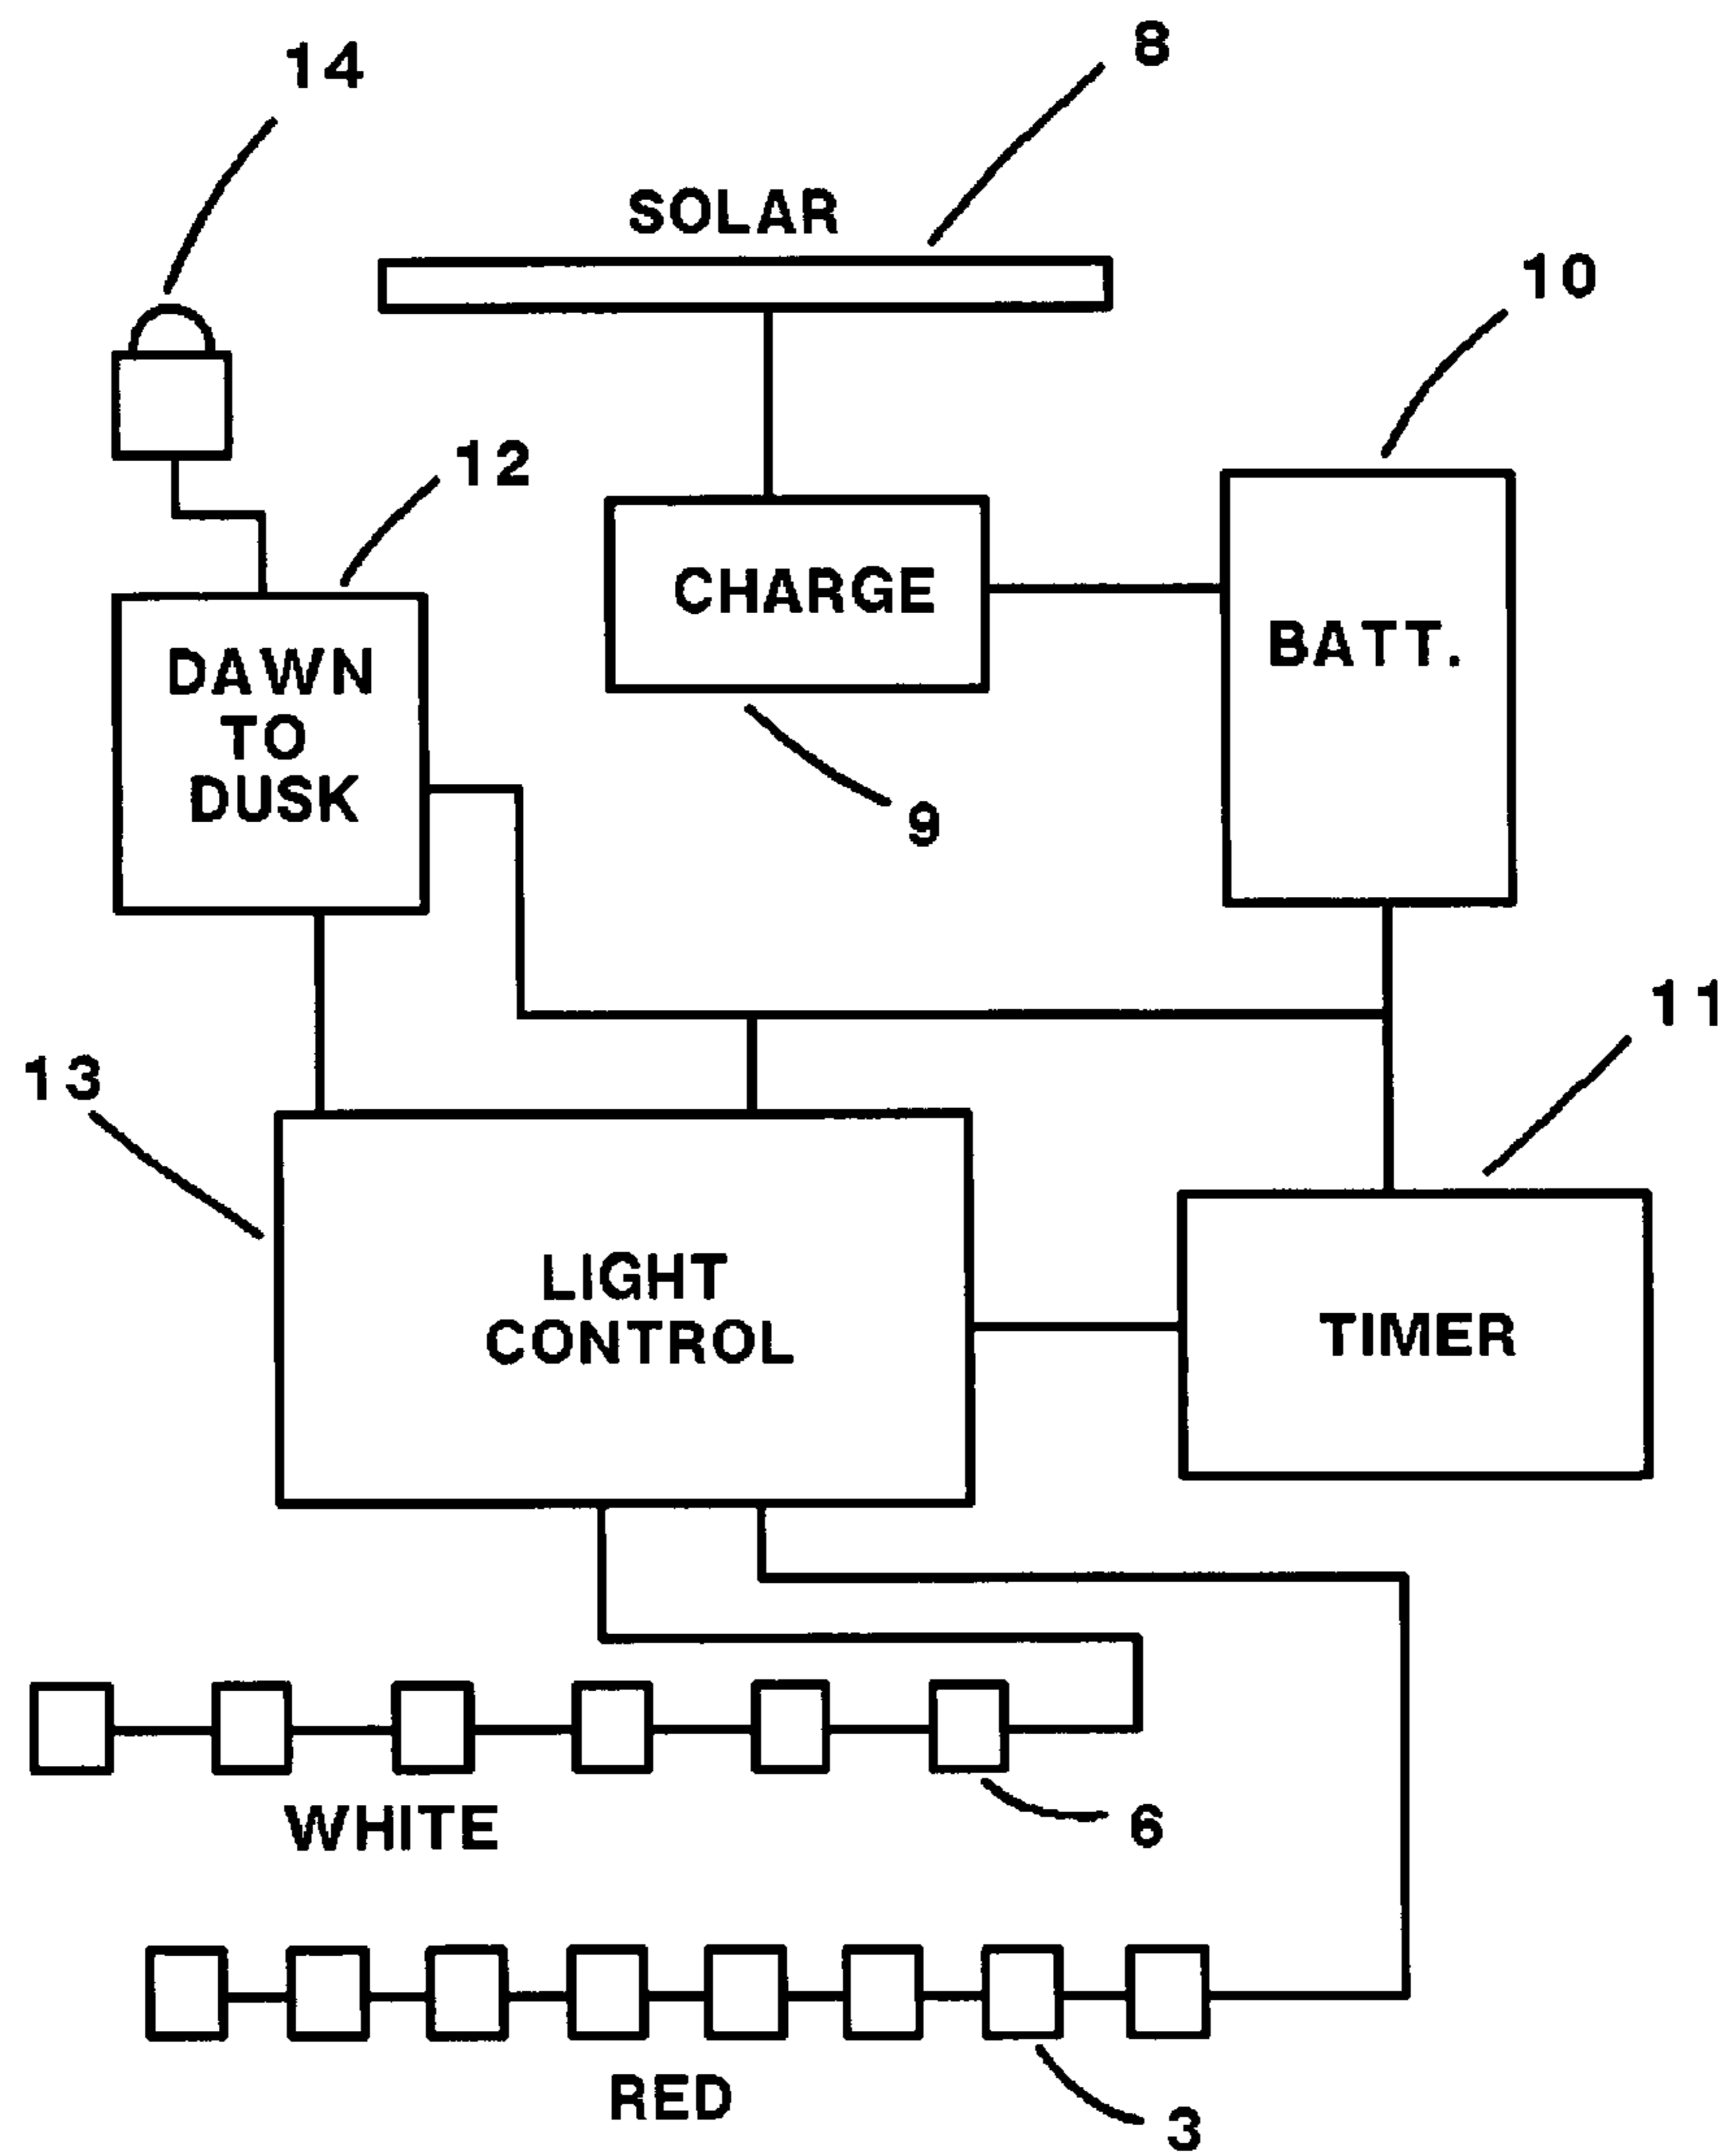 14
8
SOLAR
10
12
CHARGE
BATT.
DAWN
TO
DUSK
9
11
13
LIGHT
CONTROL
TIMER
WHITE
6
RED
3